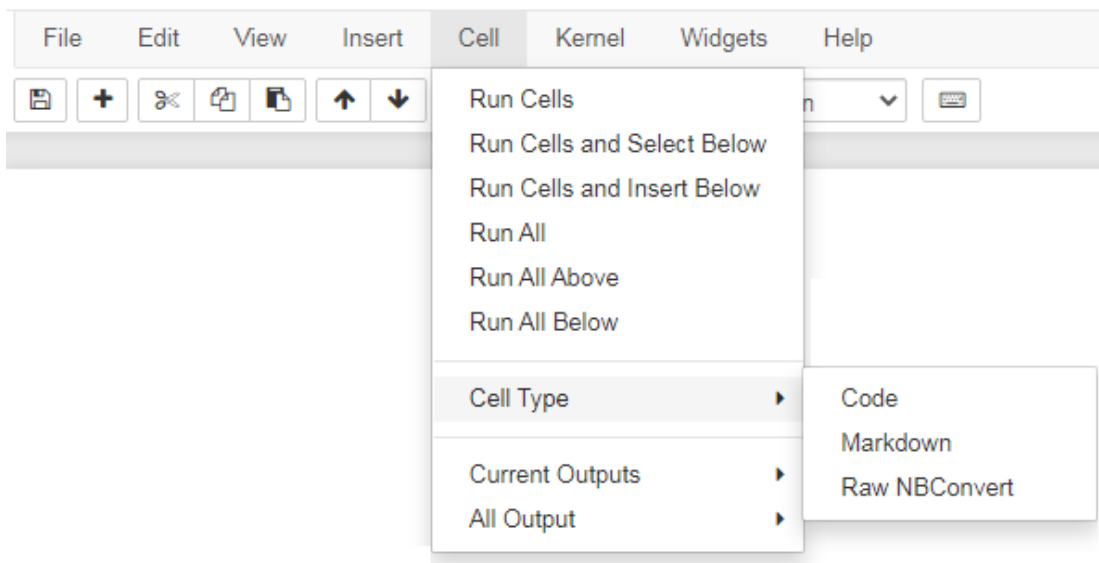 File Edit View Insert Cell Kernel Widgets Help
n
Run Cells
Run Cells and Select Below
Run Cells and Insert Below
Run All
Run All Above
Run All Below
Cell Type
Code
Markdown
Raw NBConvert
Current Outputs
All Output